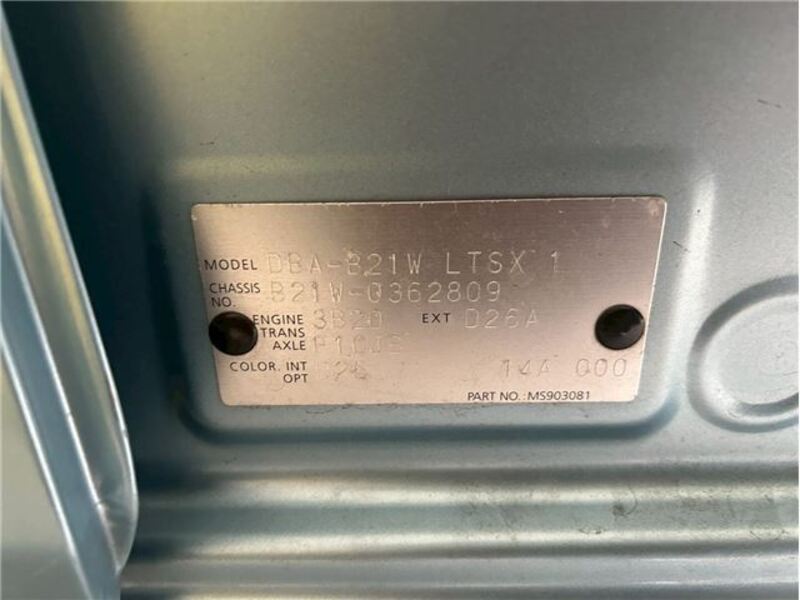 MODEL DBA-B21W LTSX 1
CHASSIS NO. B21W-0362809
ENGINE 3B20 EXT D26A
TRANS AXLE
COLOR. INT OPT 14A 000
PART NO.: MS903081